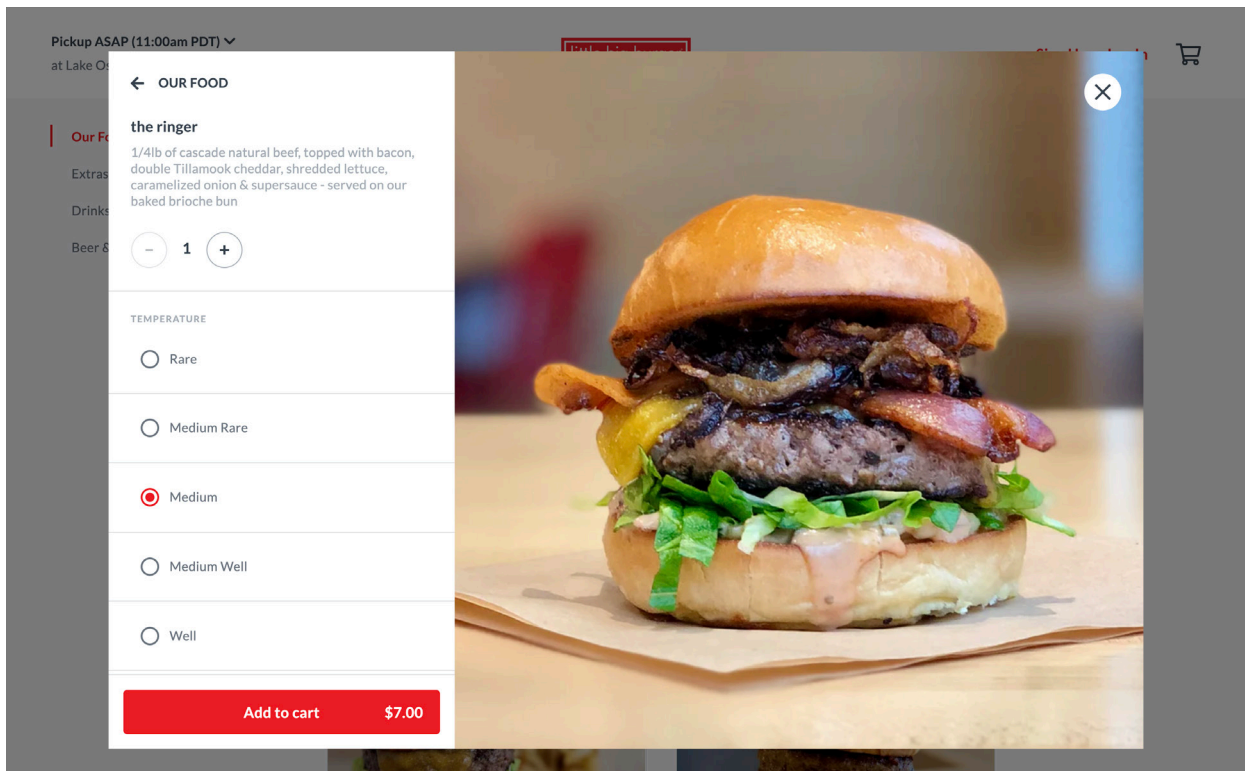 Pickup ASAP (11:00am PDT)
at Lake
OUR FOOD
the ringer
1/4lb of cascade natural beef, topped with bacon,
double Tillamook cheddar, shredded lettuce,
caramelized onion & supersauce - served on our
baked brioche bun
- 1 +
TEMPERATURE
Rare
Medium Rare
Medium
Medium Well
Well
Add to cart $7.00
Our
Extras
Drinks
Beer &